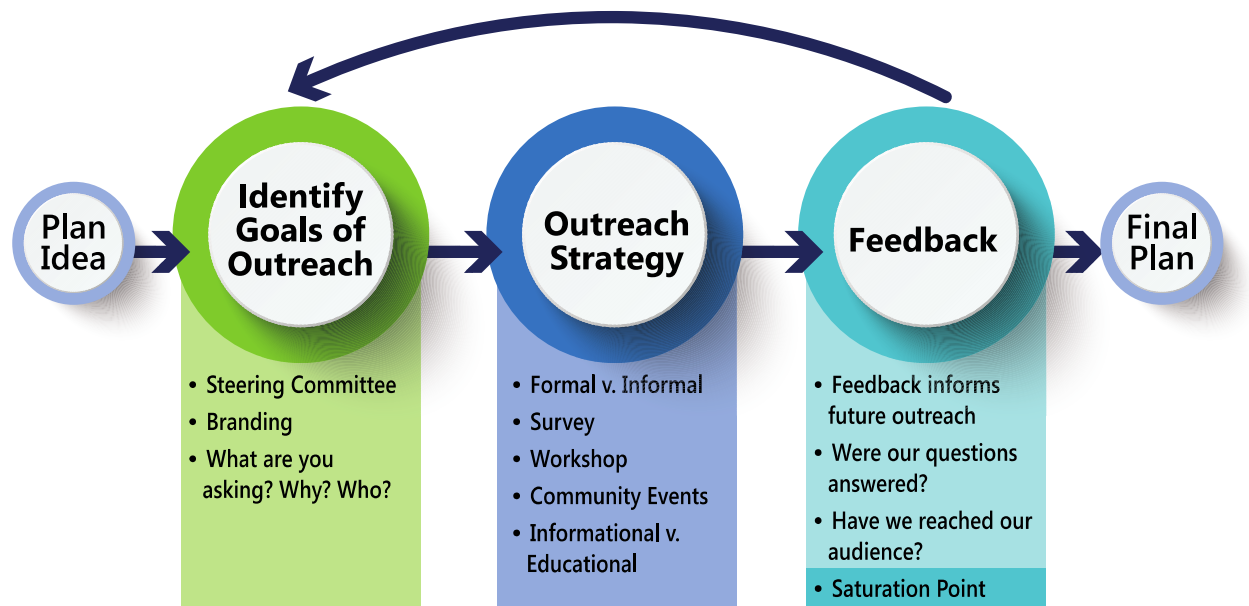 Plan
Idea
Identify
Goals of
Outreach
• Steering Committee
• Branding
• What are you
asking? Why? Who?
Outreach
Strategy
• Formal v. Informal
• Survey
• Workshop
• Community Events
• Informational v.
Educational
Feedback
• Feedback informs
future outreach
• Were our questions
answered?
• Have we reached our
audience?
• Saturation Point
Final
Plan